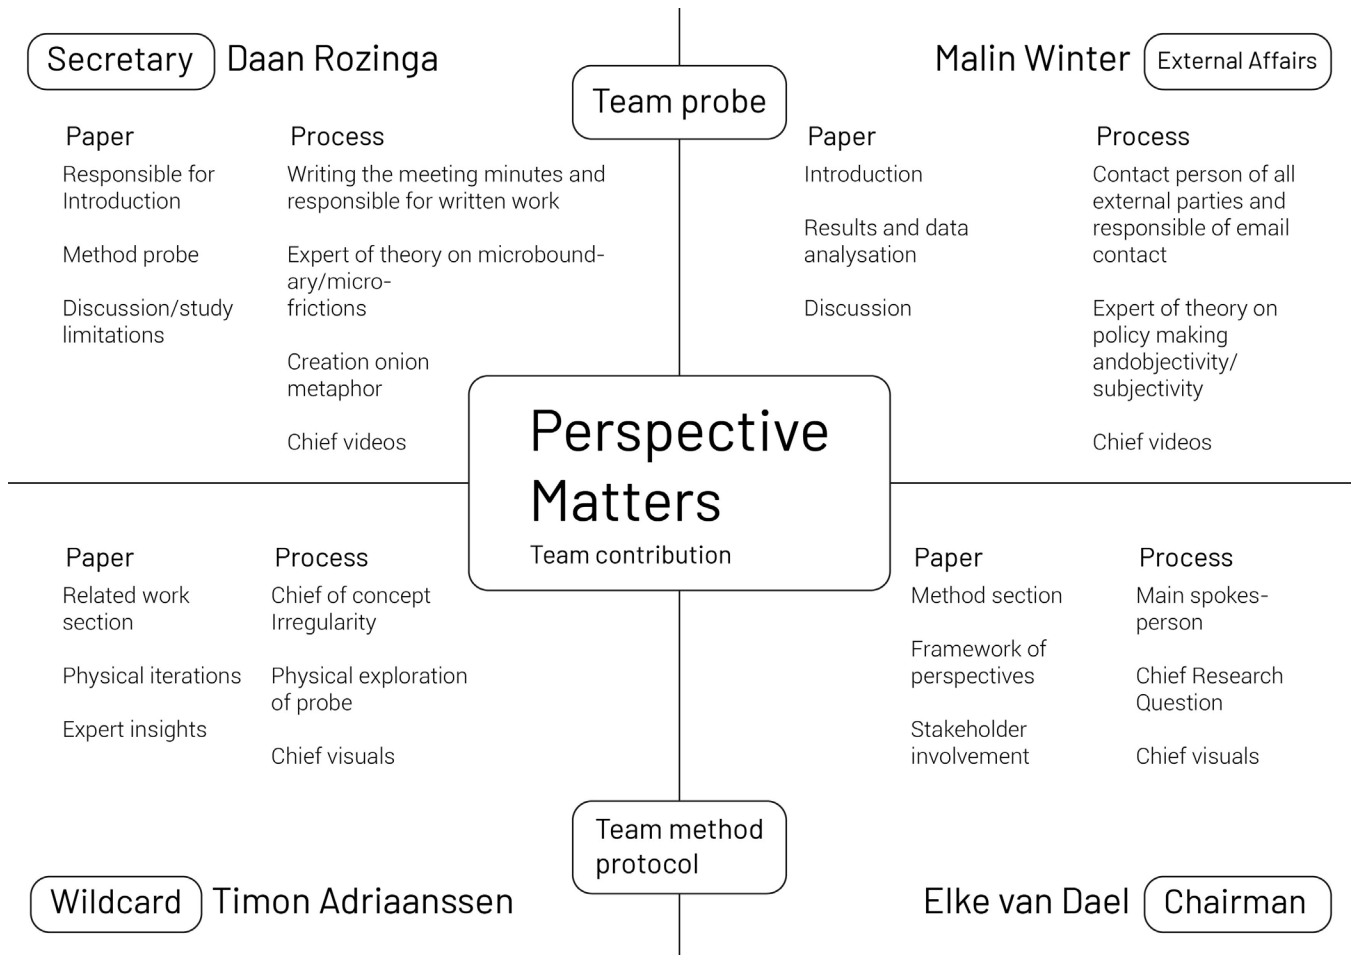 Secretary Daan Rozinga
Paper
Responsible for
Introduction
Method probe
Discussion/study
limitations
Process
Writing the meeting minutes and
responsible for written work
Expert of theory on microbound-
ary/micro-
frictions
Creation onion
metaphor
Chief videos
Team probe
Malin Winter External Affairs
Paper
Introduction
Results and data
analysation
Discussion
Process
Contact person of all
external parties and
responsible of email
contact
Expert of theory on
policy making
andobjectivity/
subjectivity
Chief videos
Perspective
Matters
Team contribution
Paper
Related work
section
Physical iterations
Expert insights
Process
Chief of concept
Irregularity
Physical exploration
of probe
Chief visuals
Wildcard Timon Adriaanssen
Team method
protocol
Paper
Method section
Framework of
perspectives
Stakeholder
involvement
Process
Main spokes-
person
Chief Research
Question
Chief visuals
Elke van Dael Chairman